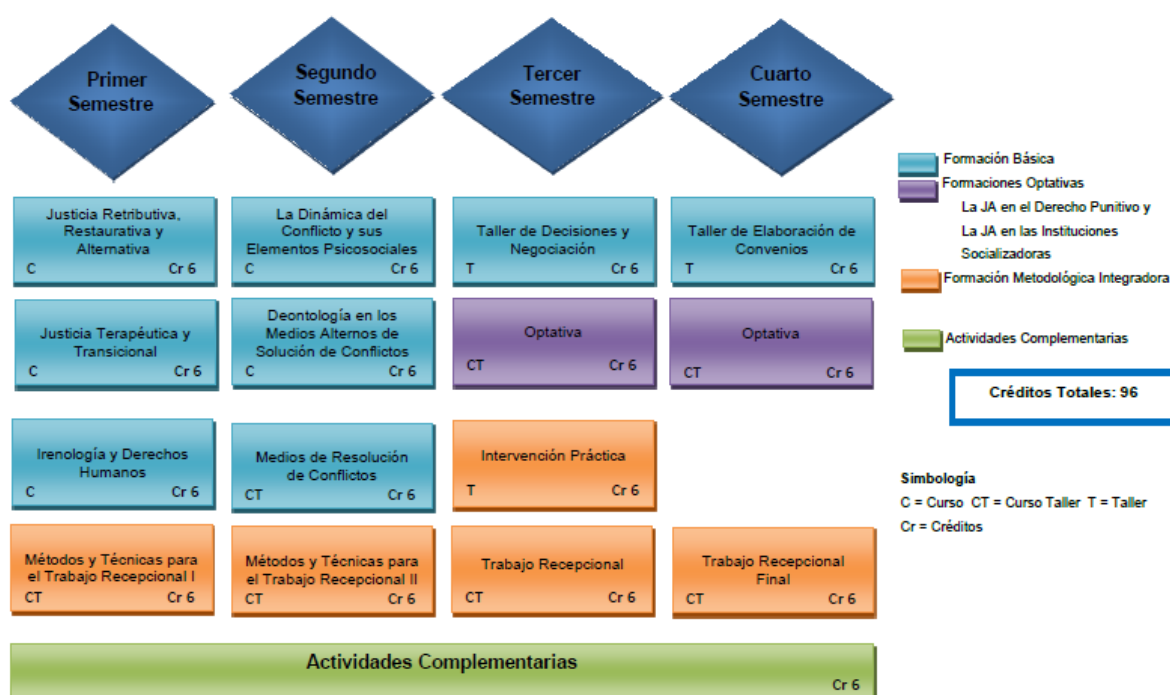 Primer
Semestre
Segundo
Semestre
Tercer
Semestre
Cuarto
Semestre
Justicia Retributiva,
Restaurativa y
Alternativa
C Cr 6
La Dinámica del
Conflicto y sus
Elementos Psicosociales
C Cr 6
Taller de Decisiones y
Negociación
T Cr 6
Taller de Elaboración de
Convenios
T Cr 6
Justicia Terapéutica y
Transicional
C Cr 6
Deontología en los
Medios Alternos de
Solución de Conflictos
C Cr 6
Optativa
CT Cr 6
Optativa
CT Cr 6
Irenología y Derechos
Humanos
C Cr 6
Medios de Resolución
de Conflictos
CT Cr 6
Intervención Práctica
T Cr 6
Métodos y Técnicas para
el Trabajo Recepcional I
CT Cr 6
Métodos y Técnicas para
el Trabajo Recepcional II
CT Cr 6
Trabajo Recepcional
CT Cr 6
Trabajo Recepcional
Final
CT Cr 6
Actividades Complementarias
Cr 6
Formación Básica
Formaciones Optativas
La JA en el Derecho Punitivo y
La JA en las Instituciones
Socializadoras
Formación Metodológica Integradora
Actividades Complementarias
Créditos Totales: 96
Simbología
C = Curso CT = Curso Taller T = Taller
Cr = Créditos